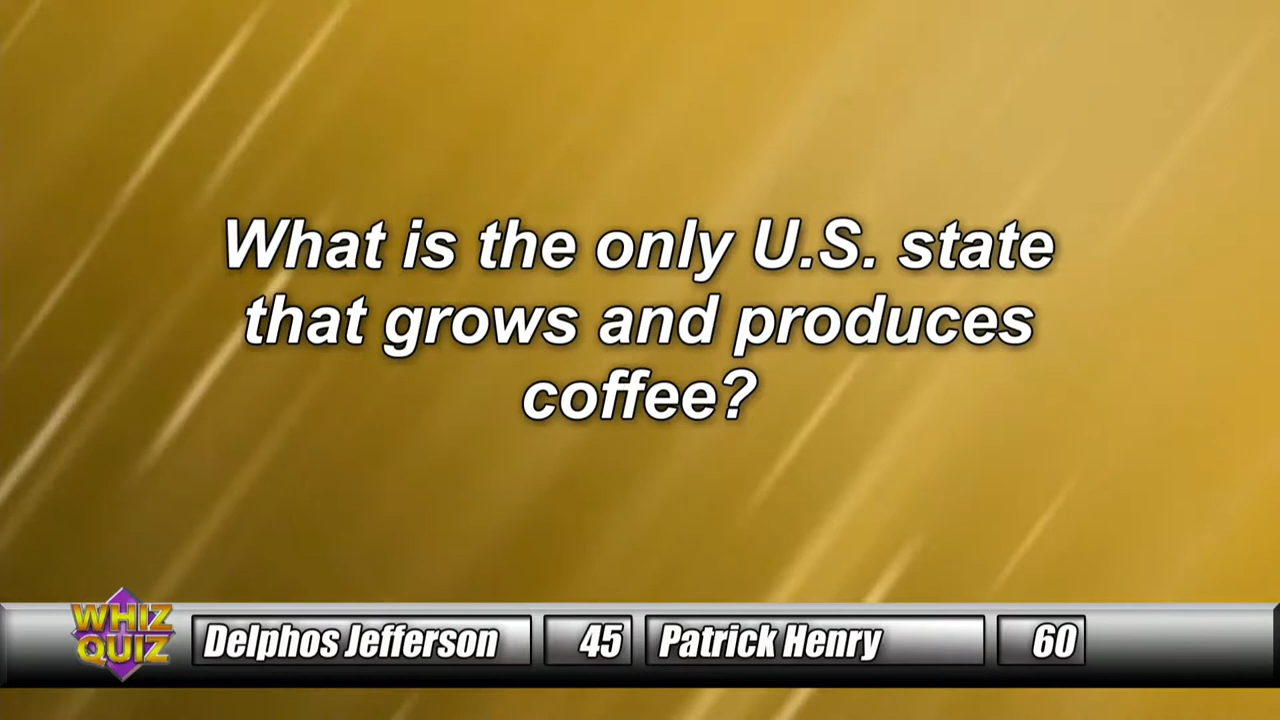 What is the only U.S. state
that grows and produces
coffee?
WHIZ
QUIZ
Delphos Jefferson 45 Patrick Henry 60